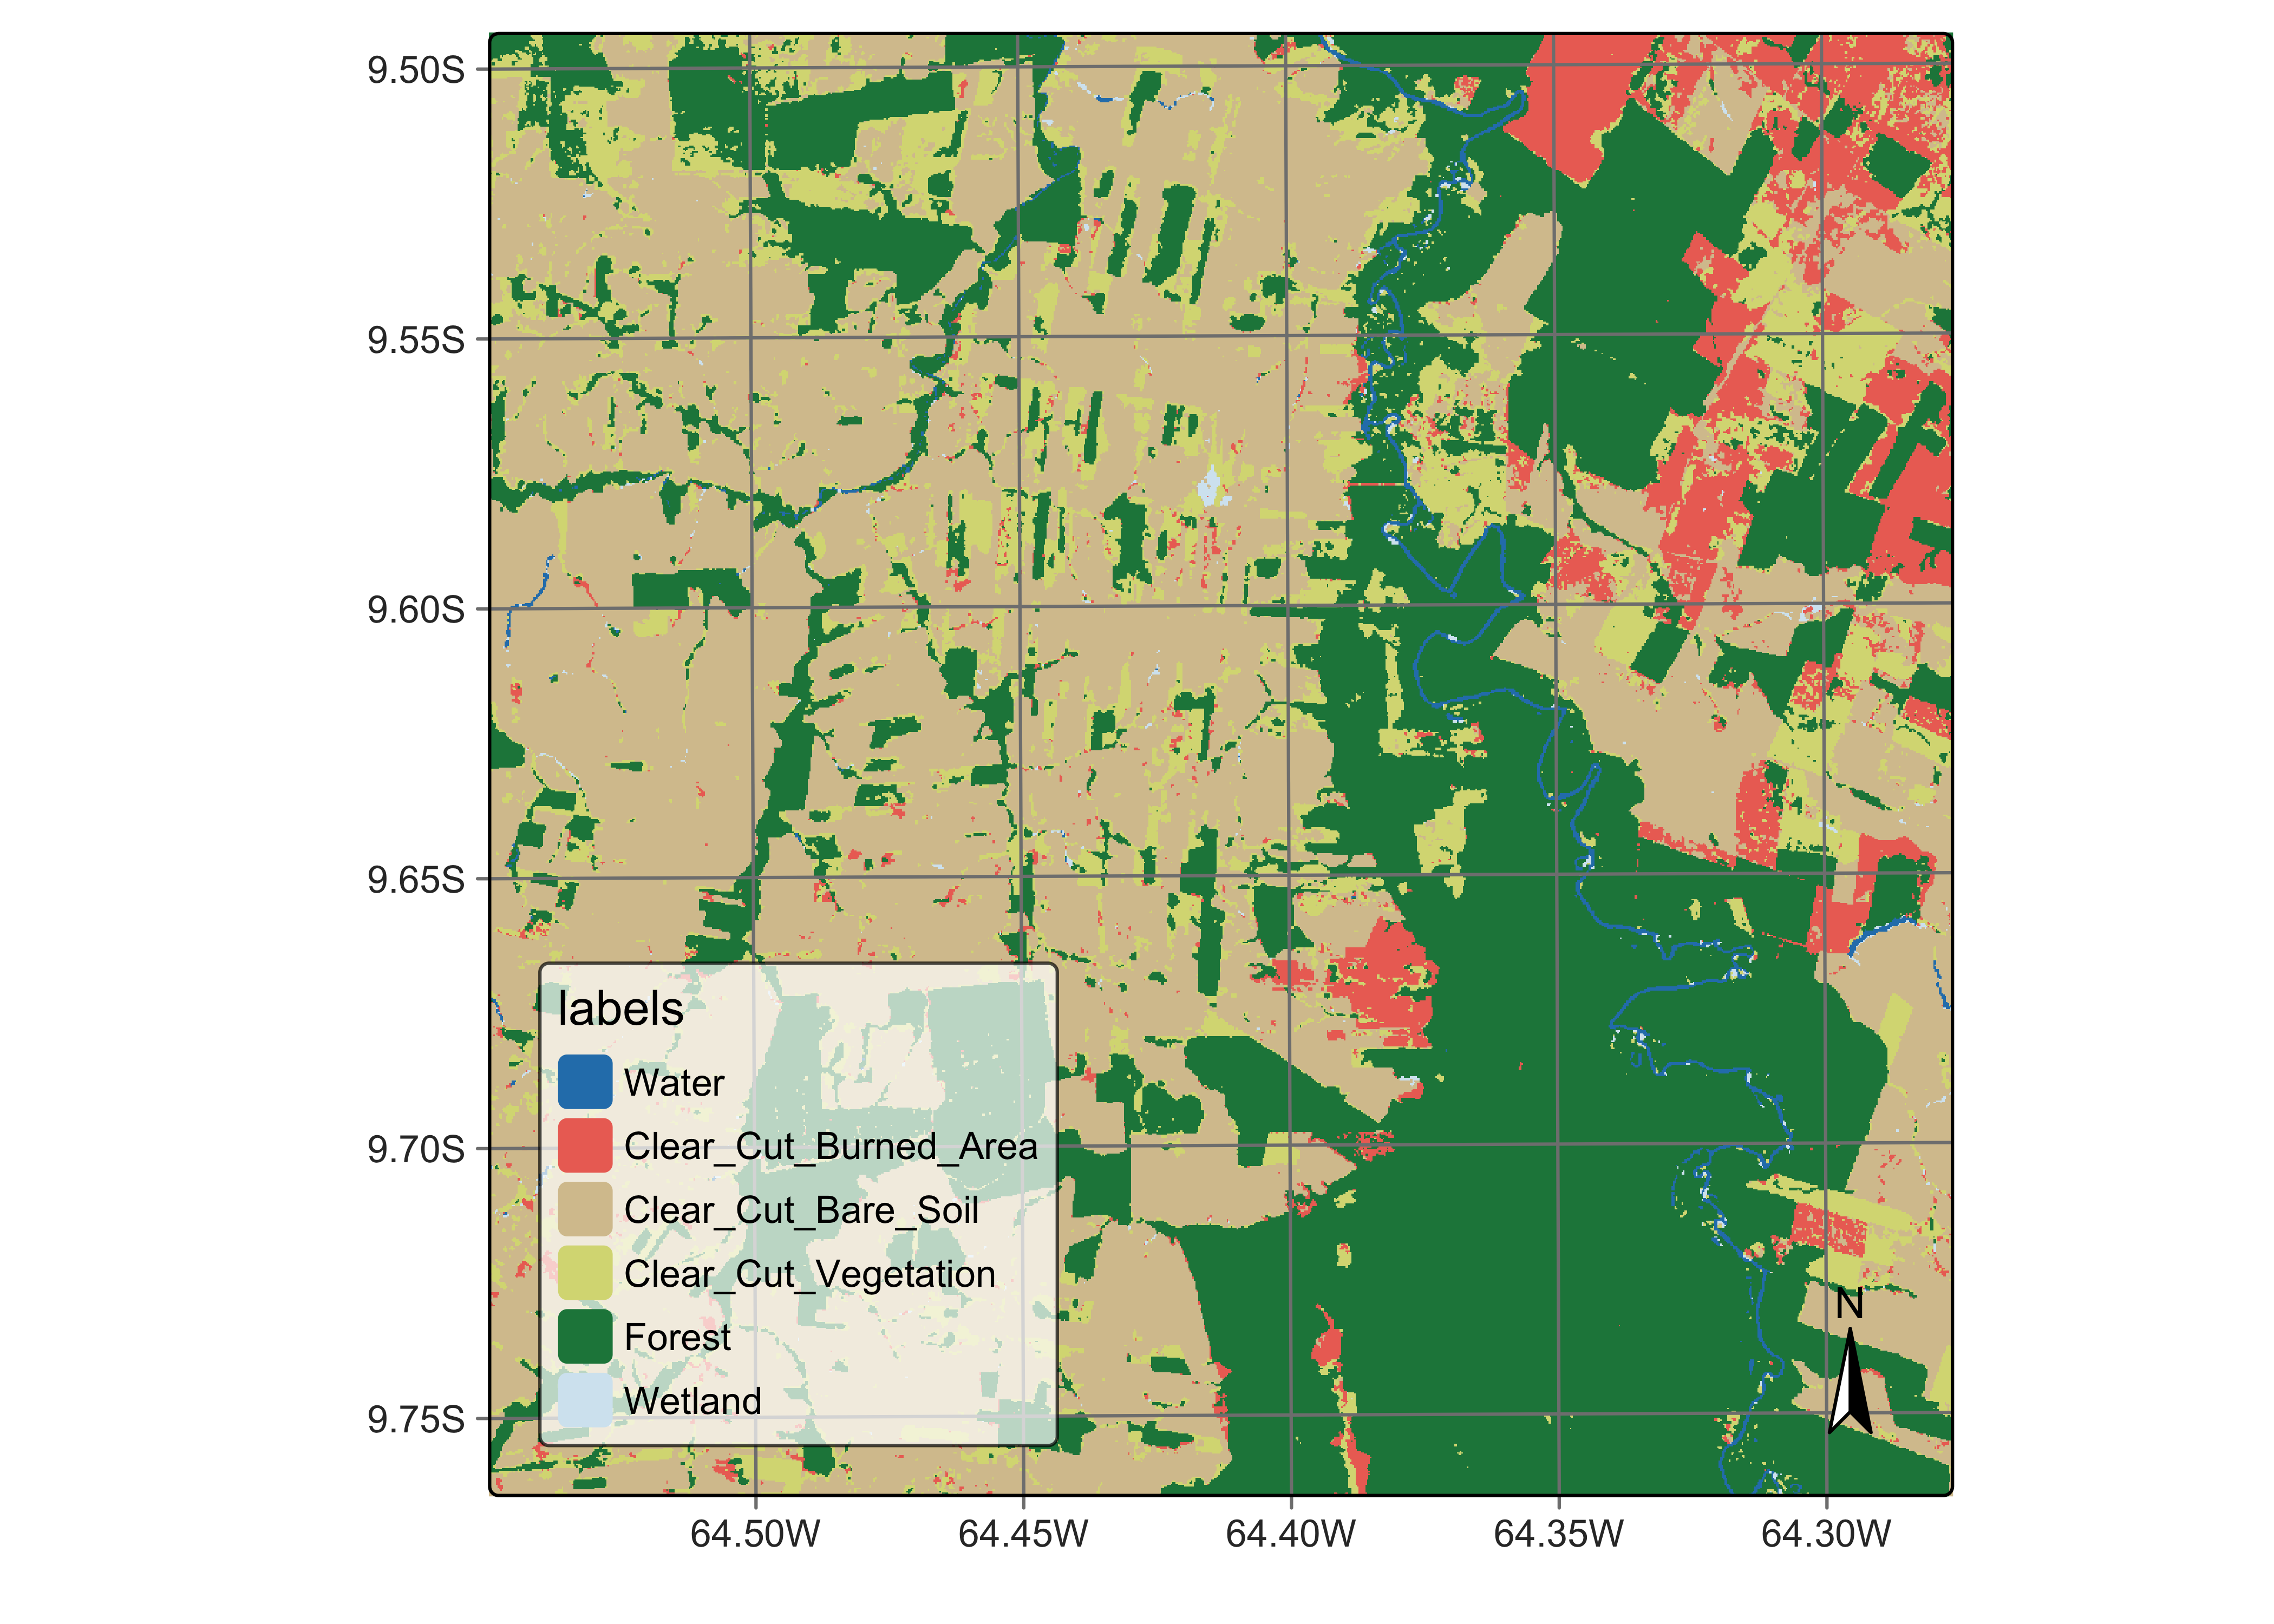 9.50S
9.55S
9.60S
9.65S
9.70S
9.75S
labels
Water
Clear_Cut_Burned_Area
Clear_Cut_Bare_Soil
Clear_Cut_Vegetation
Forest
Wetland
N
64.50W 64.45W 64.40W 64.35W 64.30W